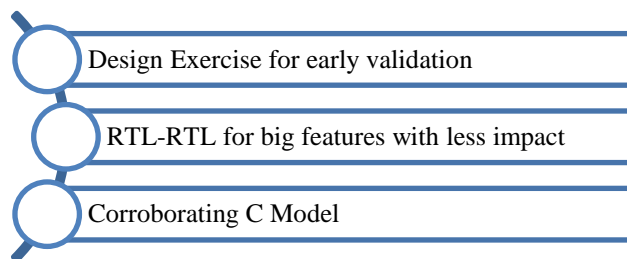 Design Exercise for early validation
RTL-RTL for big features with less impact
Corroborating C Model